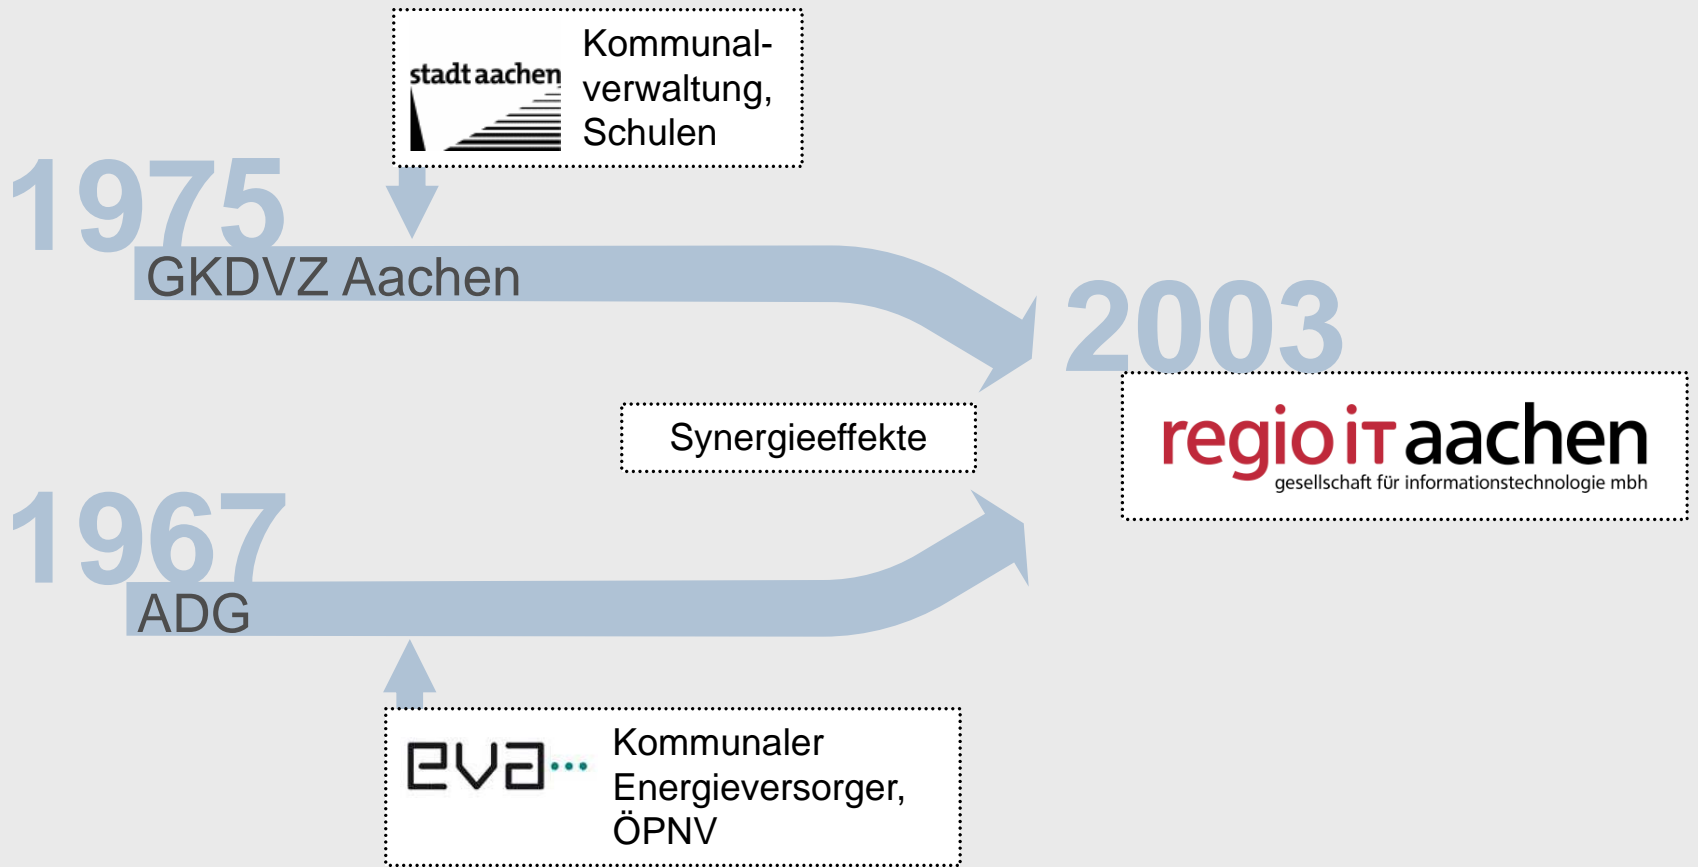 stadt aachen
Kommunal-
verwaltung,
Schulen
1975
GKDVZ Aachen
2003
regio iT aachen
gesellschaft für informationstechnologie mbh
Synergieeffekte
1967
ADG
eva...
Kommunaler
Energieversorger,
ÖPNV